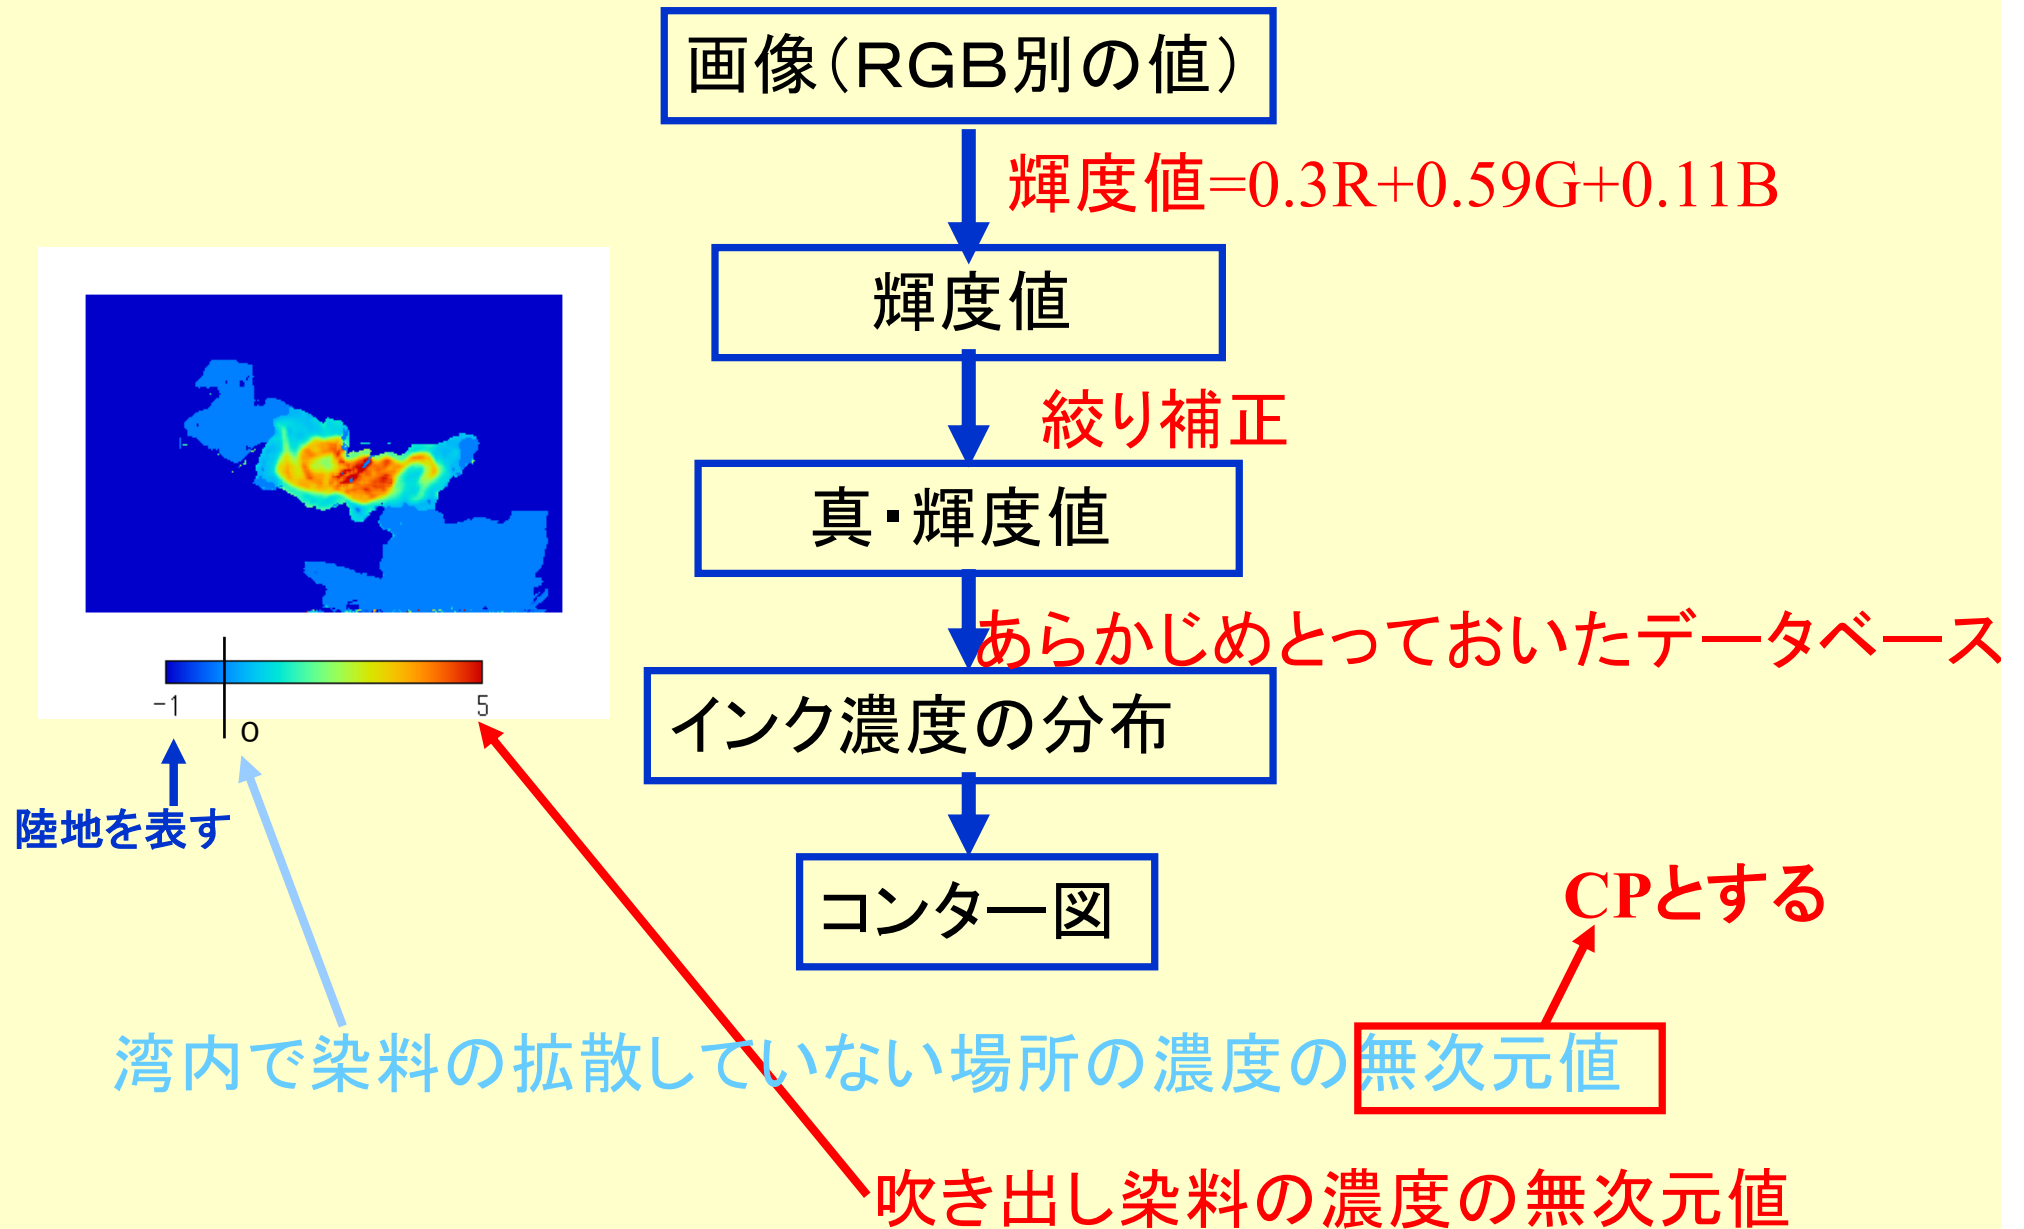 画像（RGB別の値）
輝度値=0.3R+0.59G+0.11B
輝度値
絞り補正
真・輝度値
あらかじめとっておいたデータベース
インク濃度の分布
-1
0
5
陸地を表す
コンター図
CPとする
湾内で染料の拡散していない場所の濃度の無次元値
吹き出し染料の濃度の無次元値